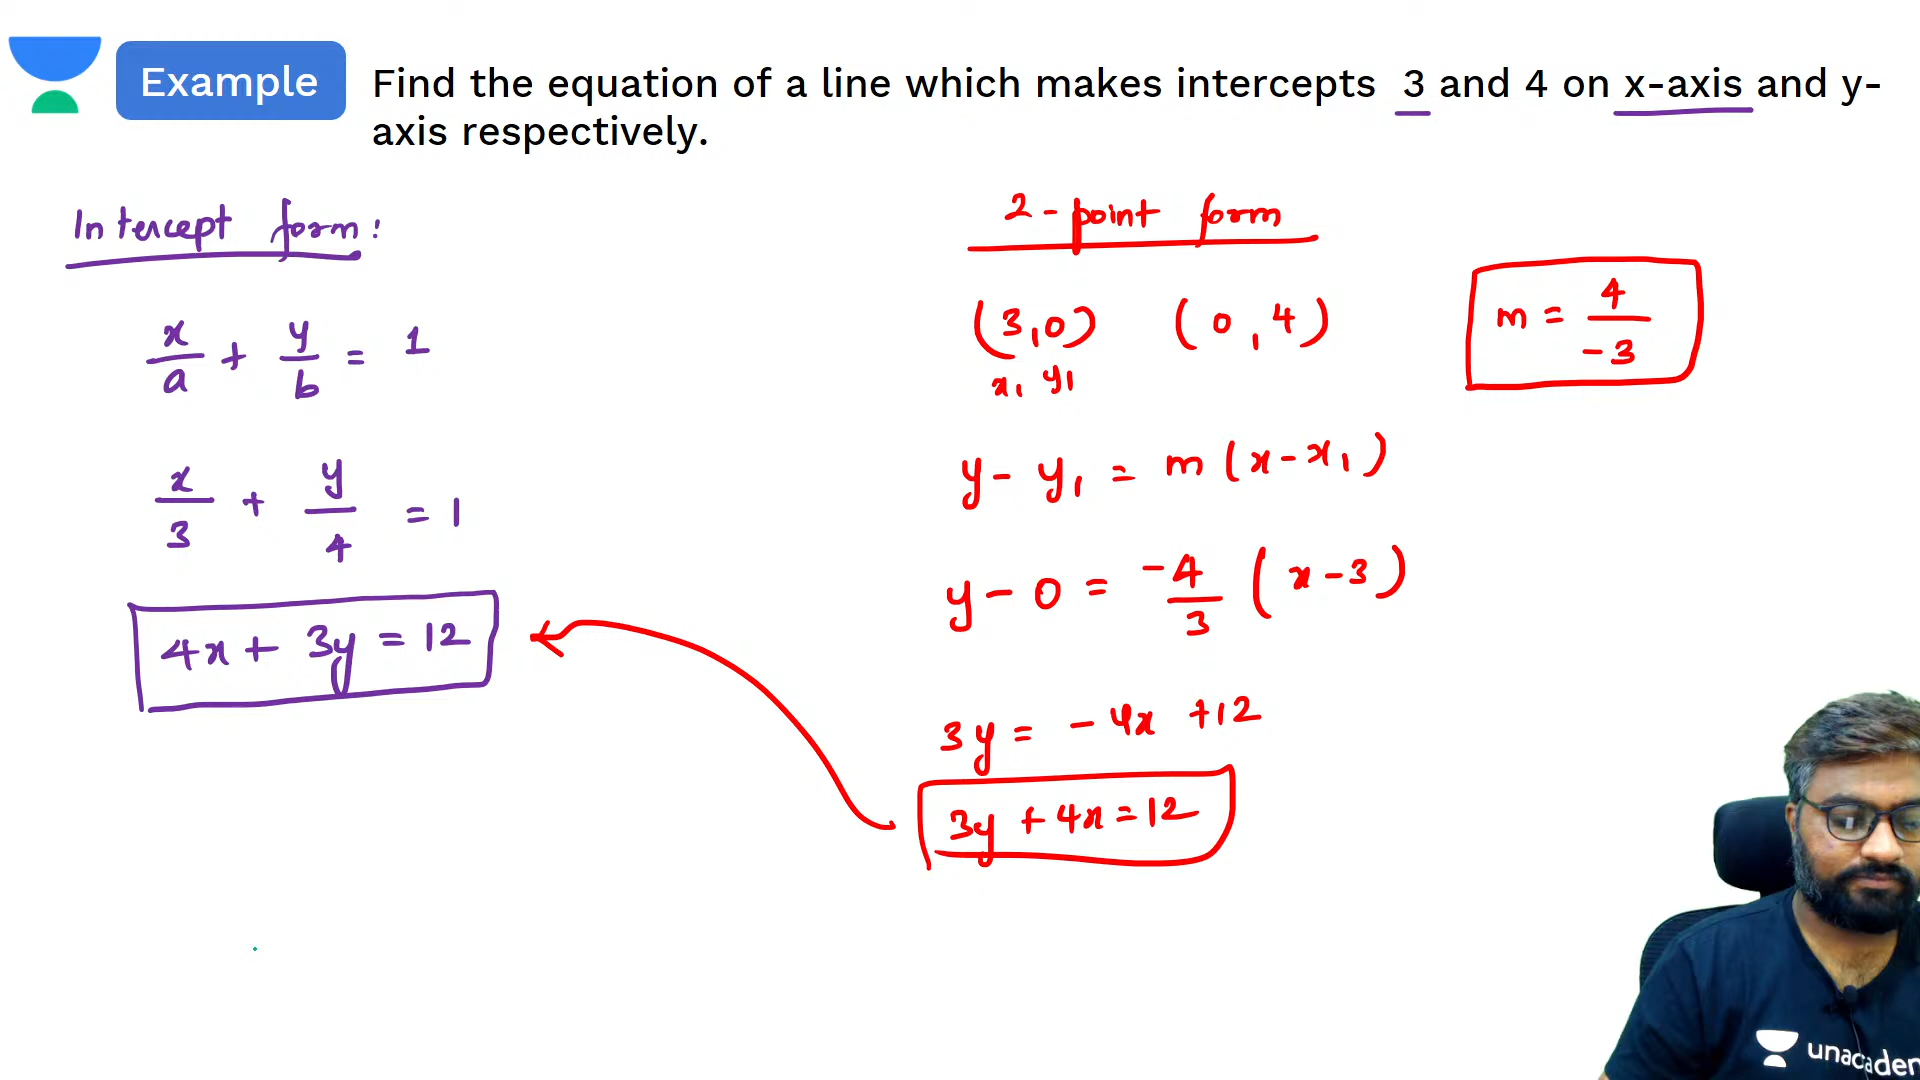 Example Find the equation of a line which makes intercepts 3 and 4 on x-axis and y-
axis respectively.
Intercept form:
x/a + y/b = 1
x/3 + y/4 = 1
4x + 3y = 12
2-point form
(3,0) (0,4)
x₁ y₁
m = 4/-3
y - y₁ = m(x-x₁)
y - 0 = -4/3 (x-3)
3y = -4x +12
3y + 4x = 12
unacadem